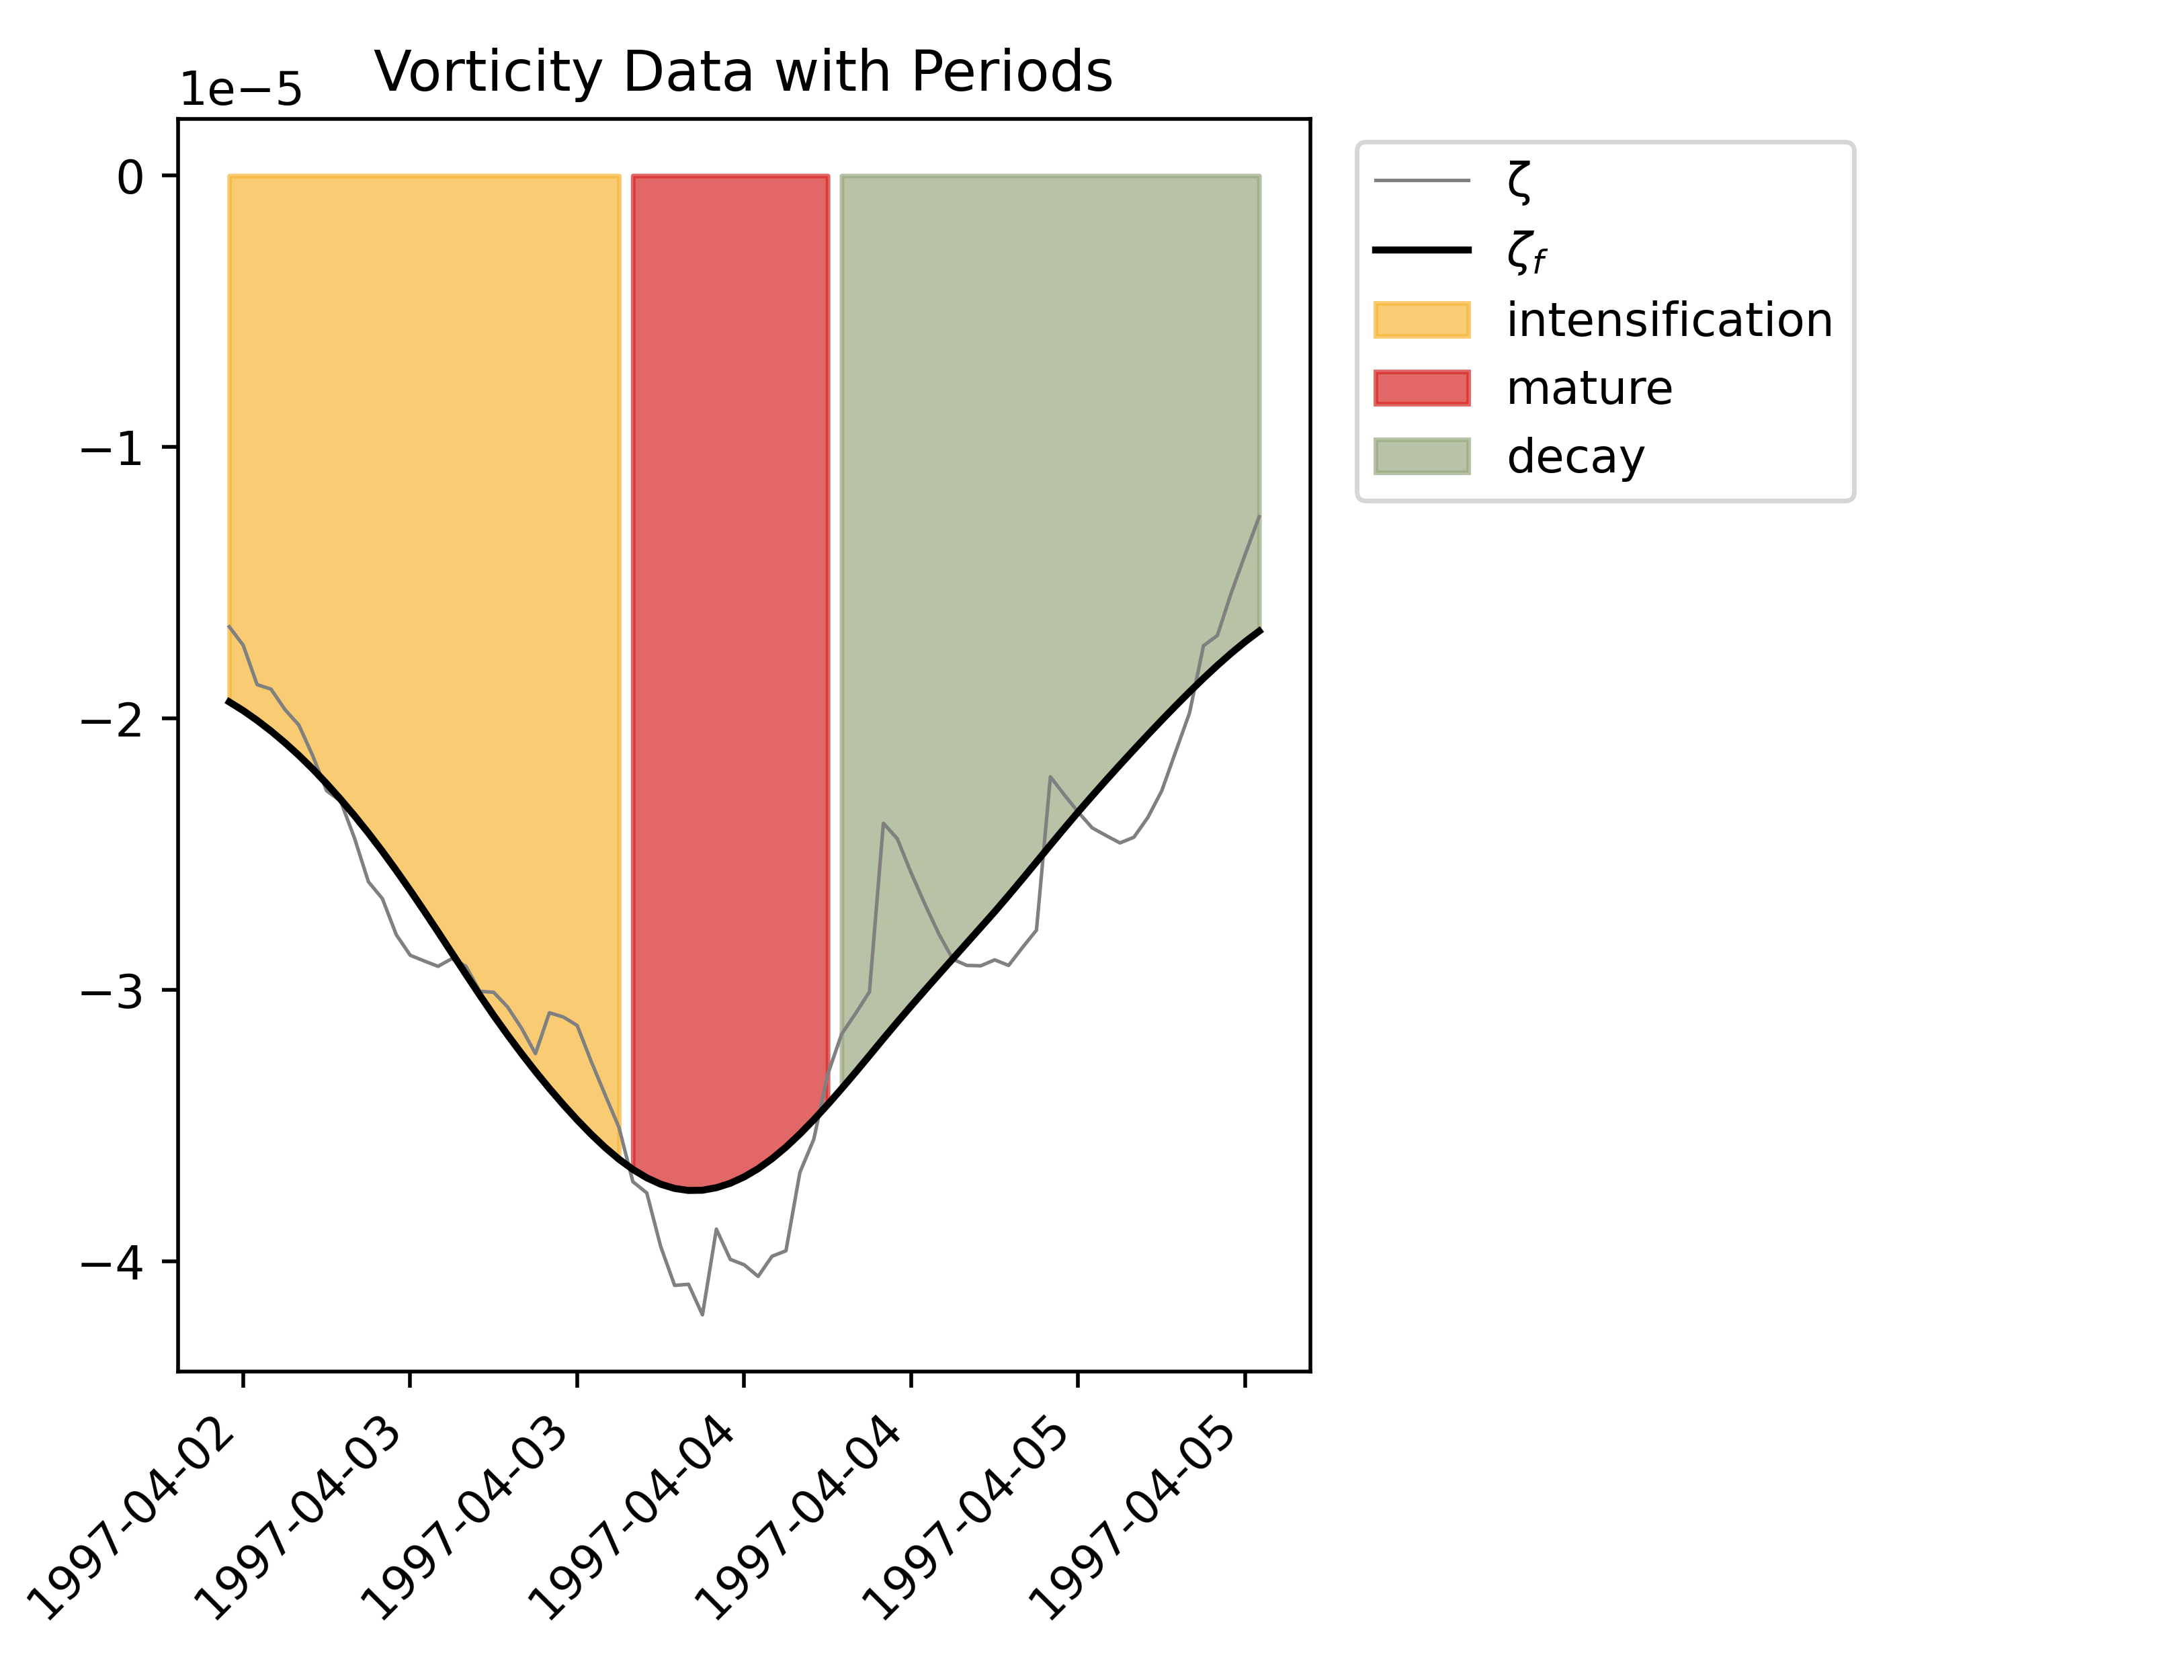 Vorticity Data with Periods
1e−5
0
−1
−2
−3
−4
1997-04-02
1997-04-03
1997-04-03
1997-04-04
1997-04-04
1997-04-05
1997-04-05
ζ
ζf
intensification
mature
decay